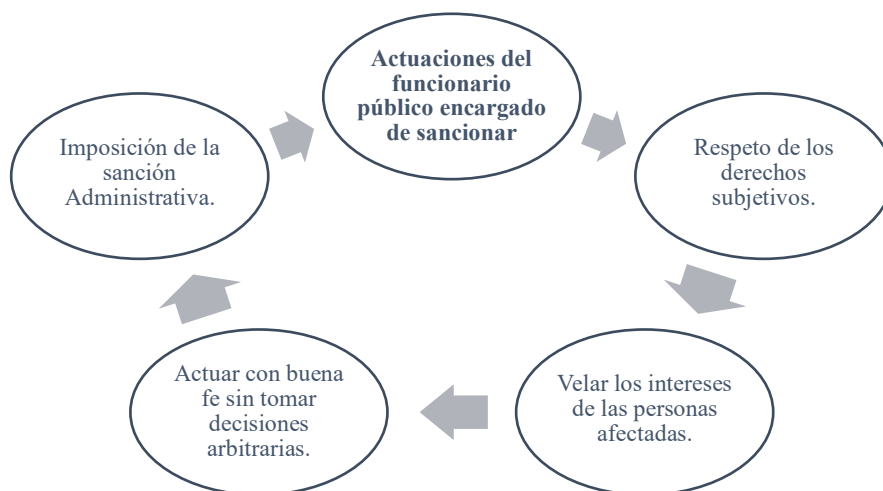 Actuaciones del
funcionario
público encargado
de sancionar
Respeto de los
derechos
subjetivos.
Velar los intereses
de las personas
afectadas.
Actuar con buena
fe sin tomar
decisiones
arbitrarias.
Imposición de la
sanción
Administrativa.